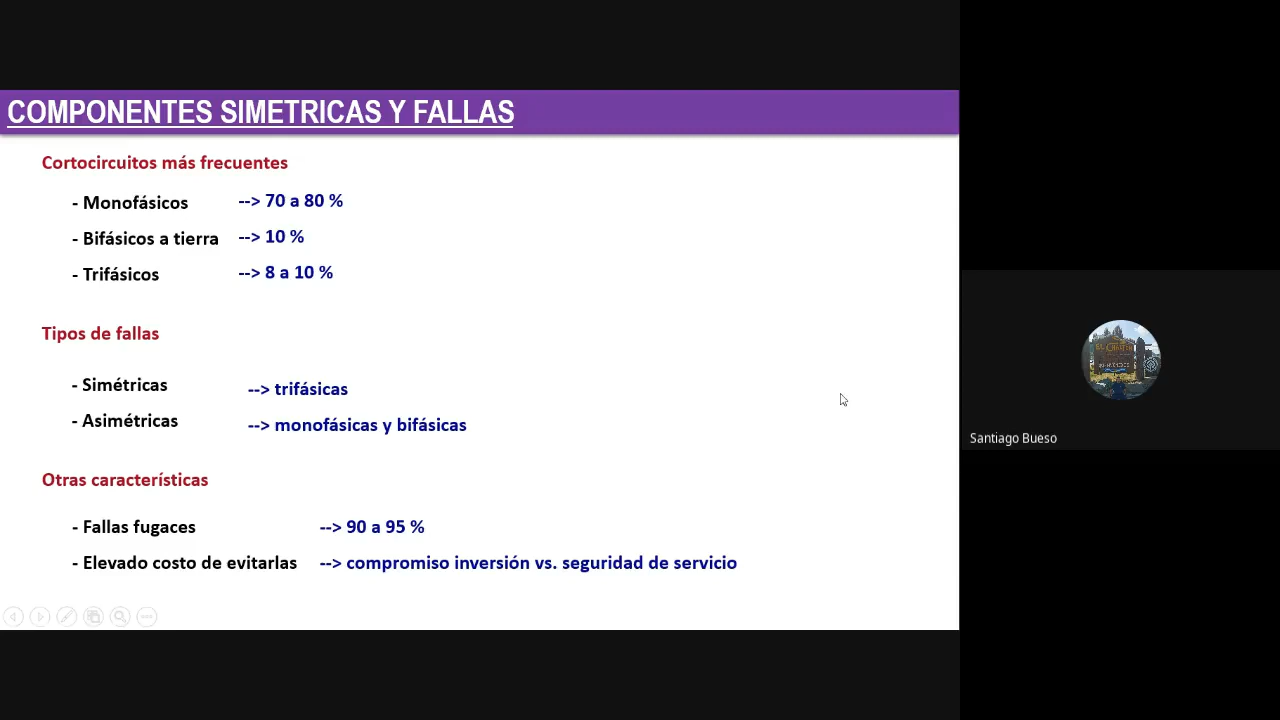 COMPONENTES SIMETRICAS Y FALLAS
Cortocircuitos más frecuentes
- Monofásicos --> 70 a 80 %
- Bifásicos a tierra --> 10 %
- Trifásicos --> 8 a 10 %
Tipos de fallas
- Simétricas --> trifásicas
- Asimétricas --> monofásicas y bifásicas
Otras características
- Fallas fugaces --> 90 a 95 %
- Elevado costo de evitarlas --> compromiso inversión vs. seguridad de servicio
Santiago Bueso